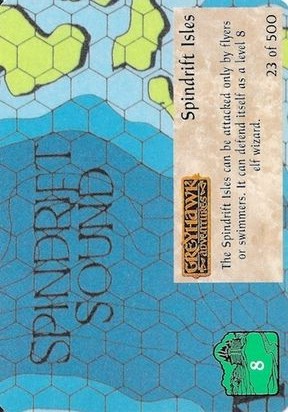 SPINDRIFT
SOUND
Spindrift Isles
GREYHAWK
ADVENTURES
The Spindrift Isles can be attacked only by flyers
or swimmers. It can defend itself as a level 8
elf wizard.
23 of 500
8